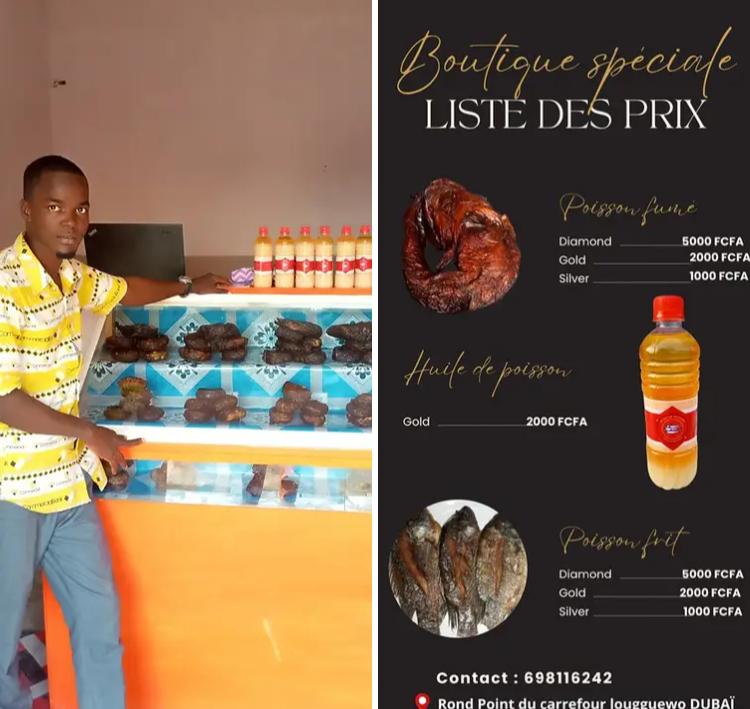 Boutique spéciale
LISTE DES PRIX
Poisson fumé
Diamond 5000 FCFA
Gold 2000 FCFA
Silver 1000 FCFA
Huile de poisson
Gold 2000 FCFA
Poisson frit
Diamond 5000 FCFA
Gold 2000 FCFA
Silver 1000 FCFA
Contact : 698116242
Rond Point du carrefour lougguewo DUBAÏ